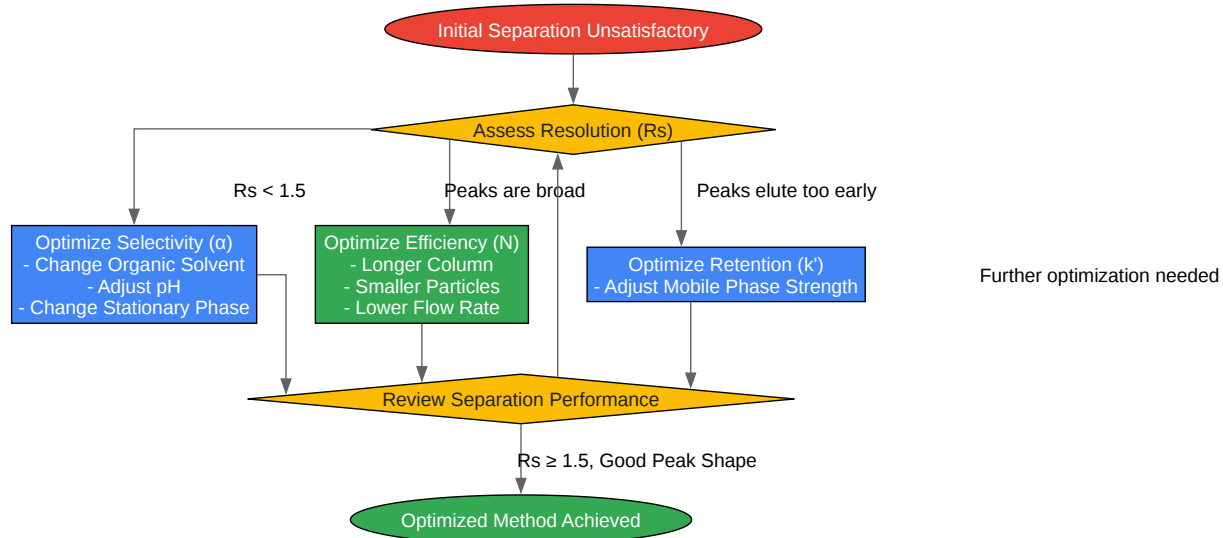 Initial Separation Unsatisfactory
Assess Resolution (Rs)
Rs < 1.5
Peaks are broad
Peaks elute too early
Optimize Selectivity (α)
- Change Organic Solvent
- Adjust pH
- Change Stationary Phase
Optimize Efficiency (N)
- Longer Column
- Smaller Particles
- Lower Flow Rate
Optimize Retention (k')
- Adjust Mobile Phase Strength
Further optimization needed
Review Separation Performance
Rs ≥ 1.5, Good Peak Shape
Optimized Method Achieved